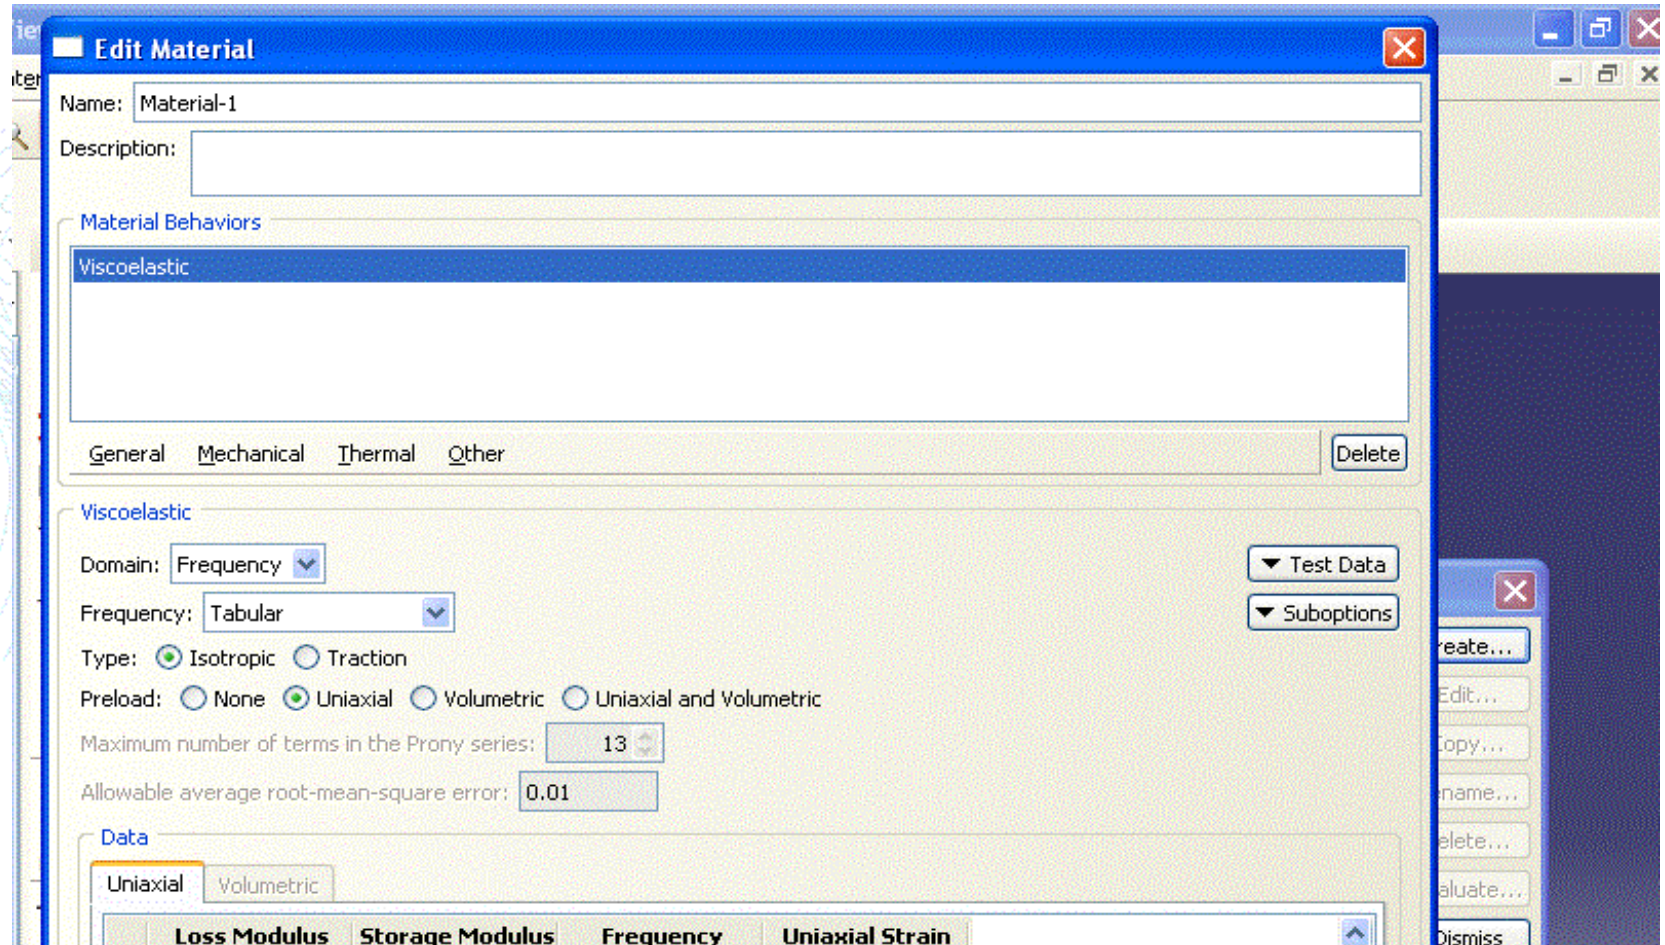 Edit Material
Name: Material-1
Description:
Material Behaviors
Viscoelastic
General Mechanical Thermal Other Delete
Viscoelastic
Domain: Frequency Test Data
Frequency: Tabular Suboptions
Type: Isotropic Traction
Preload: None Uniaxial Volumetric Uniaxial and Volumetric
Maximum number of terms in the Prony series: 13
Allowable average root-mean-square error: 0.01
Data
Uniaxial Volumetric
Loss Modulus Storage Modulus Frequency Uniaxial Strain
reate...
Edit...
opy...
ename...
elete...
aluate...
Dismiss